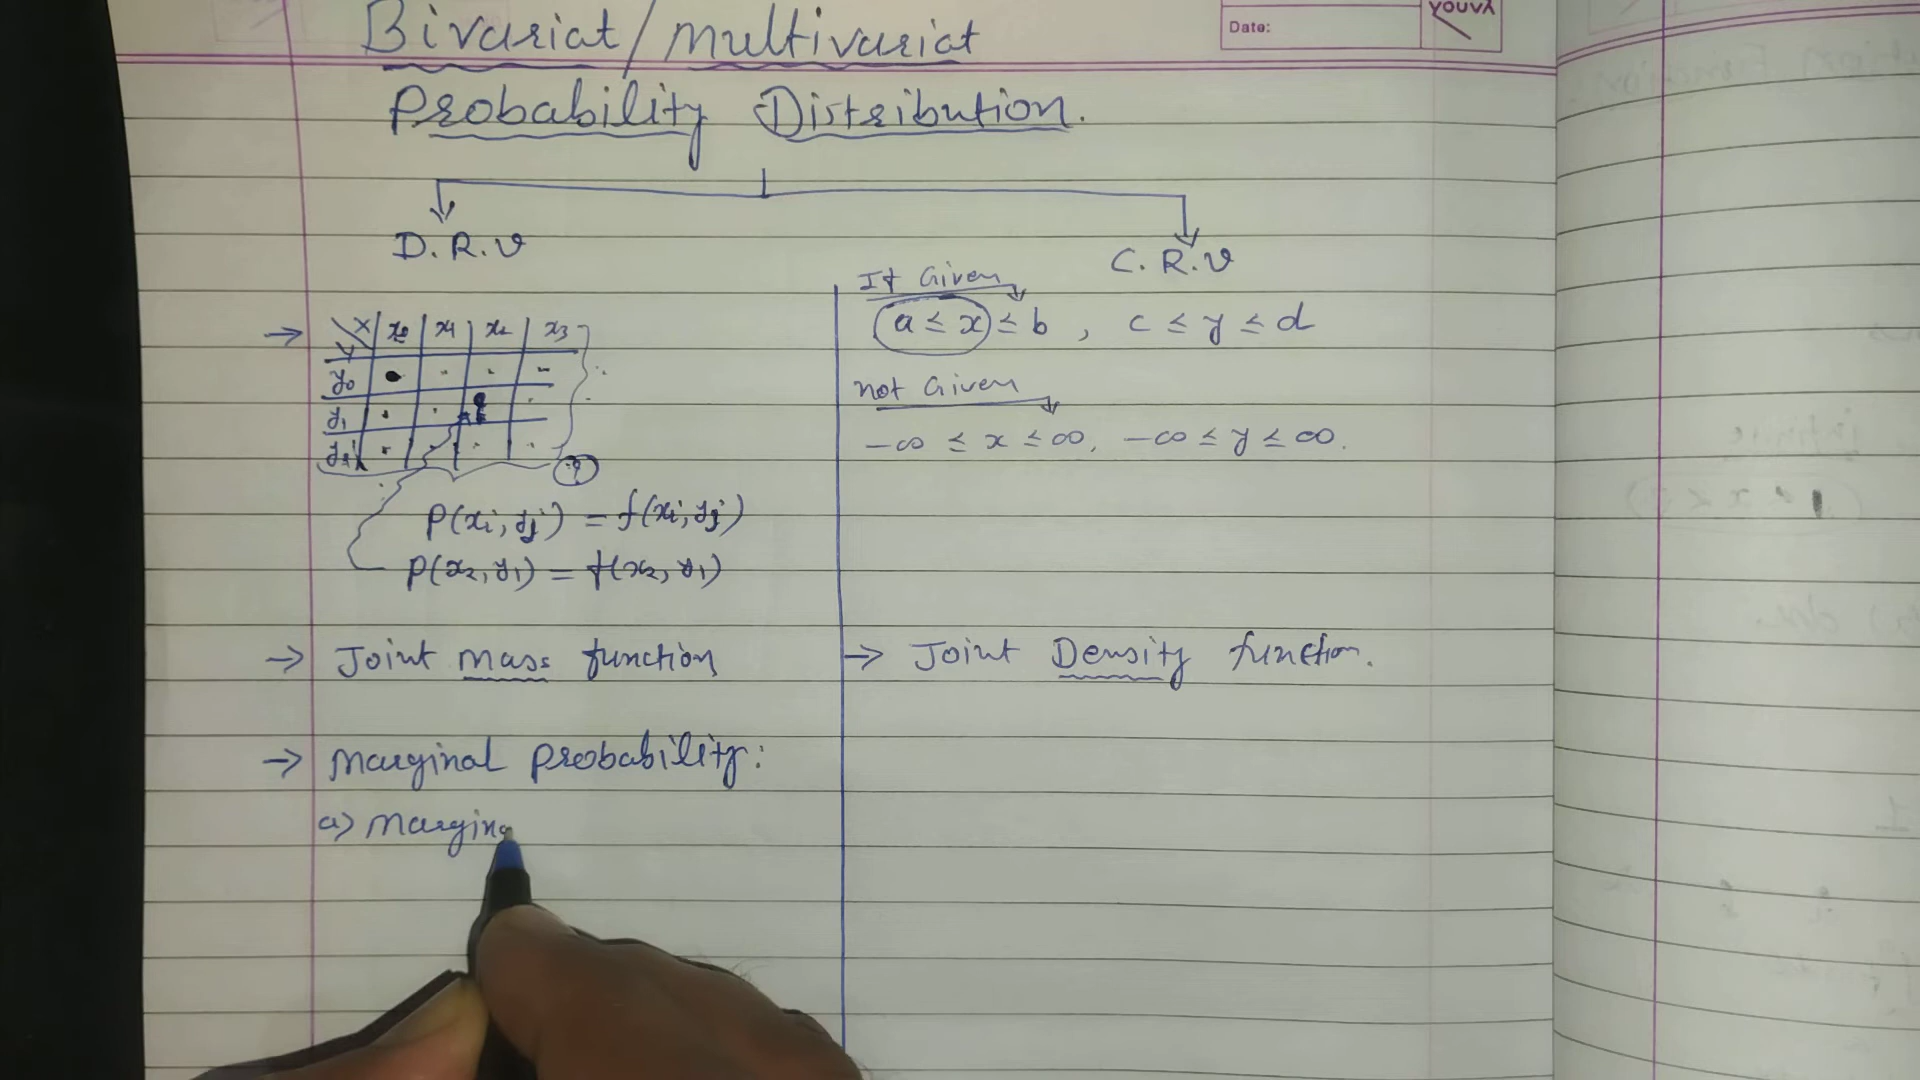 Bivariat/multivariat
Date:
YOUVA
Probability Distribution.
D.R.V
C.R.V
If Given
a ≤ x ≤ b , c ≤ y ≤ d
X x0 x1 x2 x3
Y
y0
y1
not Given
-∞ ≤ x ≤ ∞, -∞ ≤ y ≤ ∞.
P(xi, yj) = f(xi, yj)
P(x2, y1) = f(x2, y1)
→ Joint mass function
→ Joint Density function.
→ Marginal Probability:
a) Margina